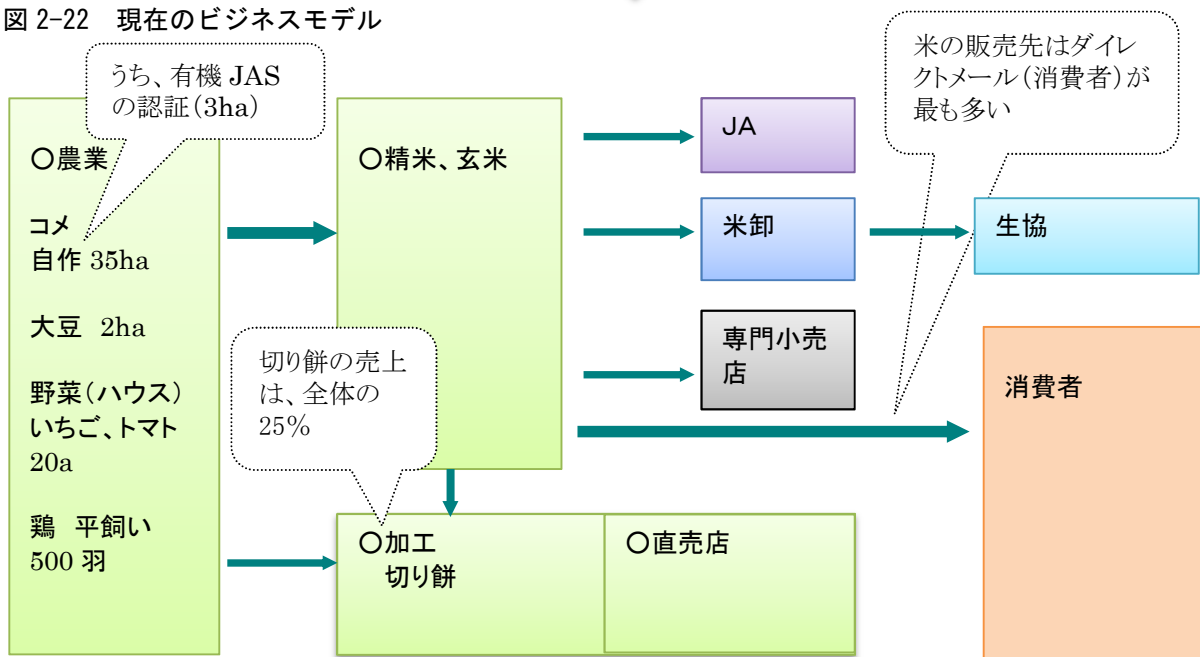 図 2-22 現在のビジネスモデル
うち、有機 JAS
の認証(3ha)
米の販売先はダイレ
クトメール(消費者)が
最も多い
〇農業
コメ
自作 35ha
大豆 2ha
野菜(ハウス)
いちご、トマト
20a
鶏 平飼い
500 羽
〇精米、玄米
切り餅の売上
は、全体の
25%
JA
米卸
専門小売
店
生協
消費者
〇加工
切り餅
〇直売店